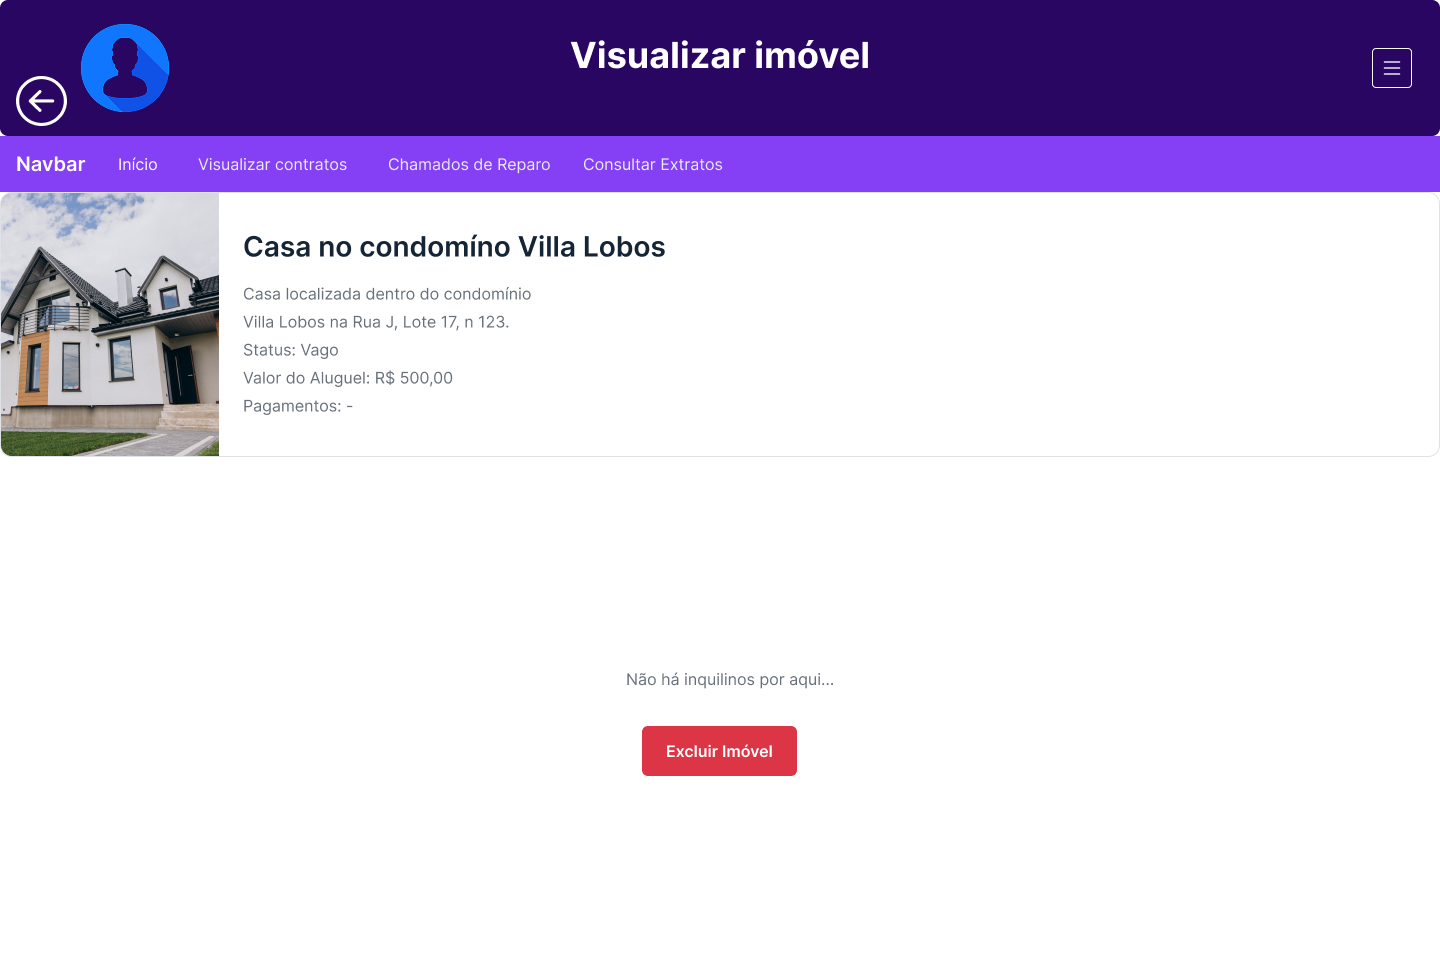 Visualizar imóvel
Navbar Início Visualizar contratos Chamados de Reparo Consultar Extratos
Casa no condomíno Villa Lobos
Casa localizada dentro do condomínio
Villa Lobos na Rua J, Lote 17, n 123.
Status: Vago
Valor do Aluguel: R$ 500,00
Pagamentos: -
Não há inquilinos por aqui...
Excluir Imóvel